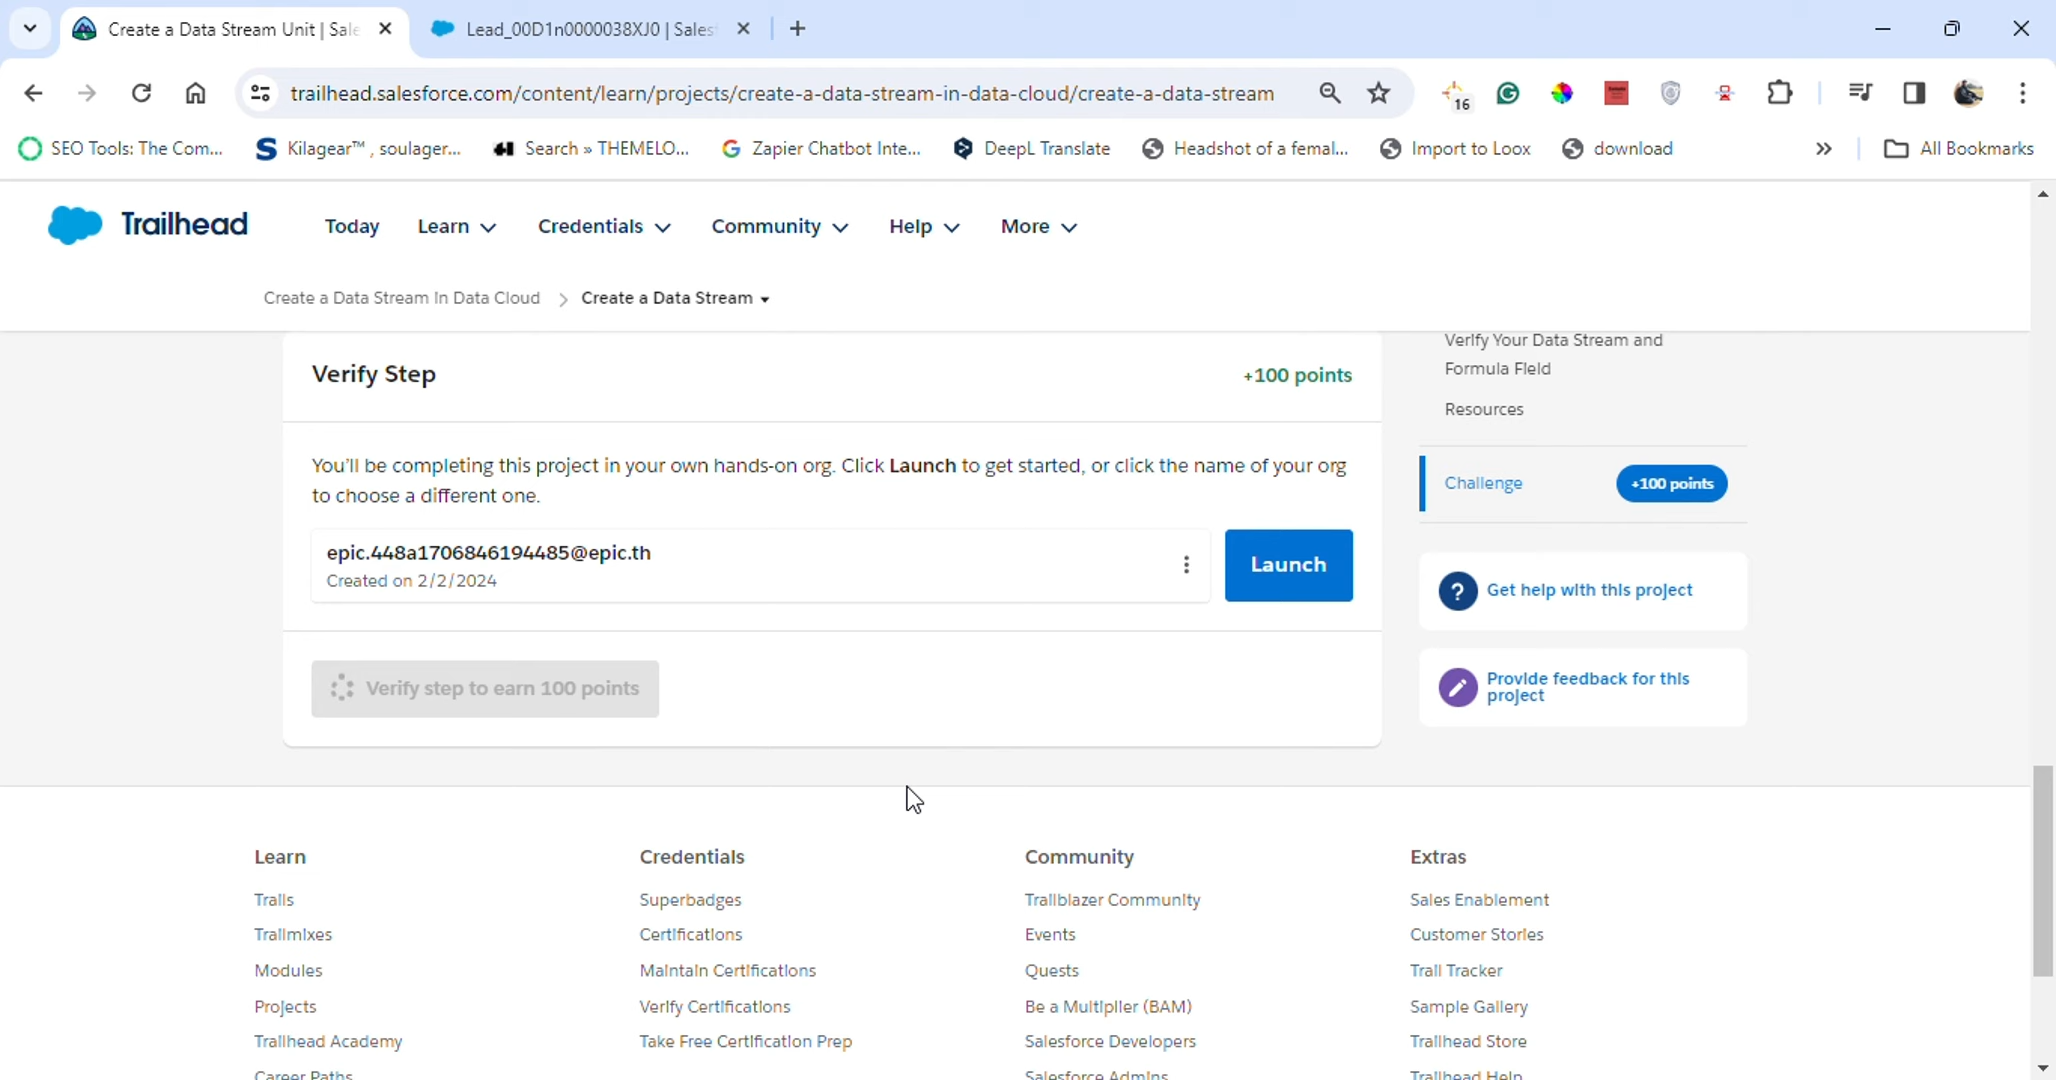 Create a Data Stream Unit | Sale
Lead_00D1n0000038XJ0 | Sales
trailhead.salesforce.com/content/learn/projects/create-a-data-stream-in-data-cloud/create-a-data-stream
16
SEO Tools: The Com...
Kilagear™ , soulager...
Search » THEMELO...
Zapier Chatbot Inte...
DeepL Translate
Headshot of a femal...
Import to Loox
download
»
All Bookmarks
Trailhead
Today
Learn
Credentials
Community
Help
More
Create a Data Stream In Data Cloud
Create a Data Stream
Verify Step
+100 points
You'll be completing this project in your own hands-on org. Click Launch to get started, or click the name of your org
to choose a different one.
epic.448a1706846194485@epic.th
Created on 2/2/2024
Launch
Verify step to earn 100 points
Verify Your Data Stream and
Formula Field
Resources
Challenge
+100 points
? Get help with this project
Provide feedback for this
project
Learn
Trails
Trailmixes
Modules
Projects
Trailhead Academy
Career Paths
Credentials
Superbadges
Certifications
Maintain Certifications
Verify Certifications
Take Free Certification Prep
Community
Trailblazer Community
Events
Quests
Be a Multiplier (BAM)
Salesforce Developers
Salesforce Admins
Extras
Sales Enablement
Customer Stories
Trail Tracker
Sample Gallery
Trailhead Store
Trailhead Help